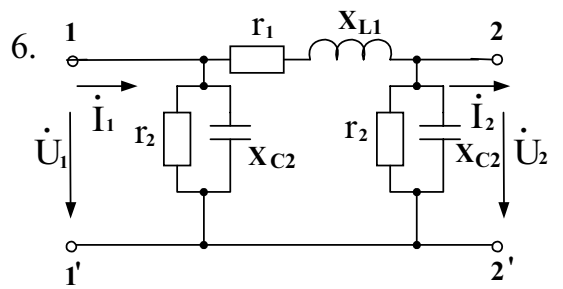 6. 1 r₁ X_L1 2
İ₁ r₂ X_C2 r₂ İ₂ X_C2
U̇₁ U̇₂
1' 2'